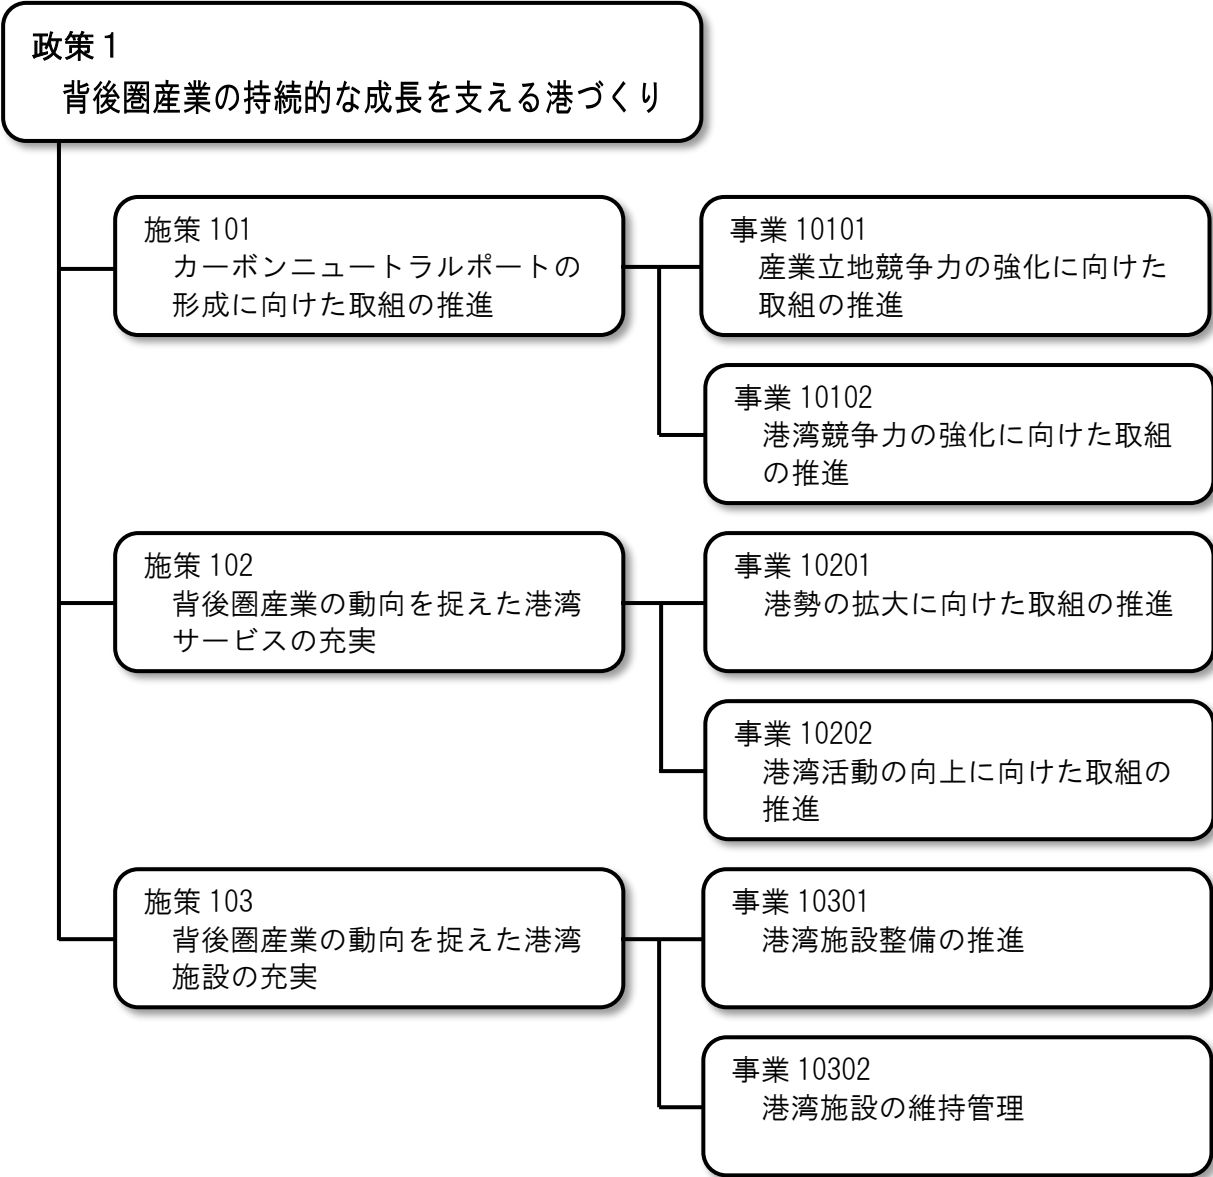 政策1
背後圏産業の持続的な成長を支える港づくり
施策 101
カーボンニュートラルポートの
形成に向けた取組の推進
事業 10101
産業立地競争力の強化に向けた
取組の推進
事業 10102
港湾競争力の強化に向けた取組
の推進
施策 102
背後圏産業の動向を捉えた港湾
サービスの充実
事業 10201
港勢の拡大に向けた取組の推進
事業 10202
港湾活動の向上に向けた取組の
推進
施策 103
背後圏産業の動向を捉えた港湾
施設の充実
事業 10301
港湾施設整備の推進
事業 10302
港湾施設の維持管理